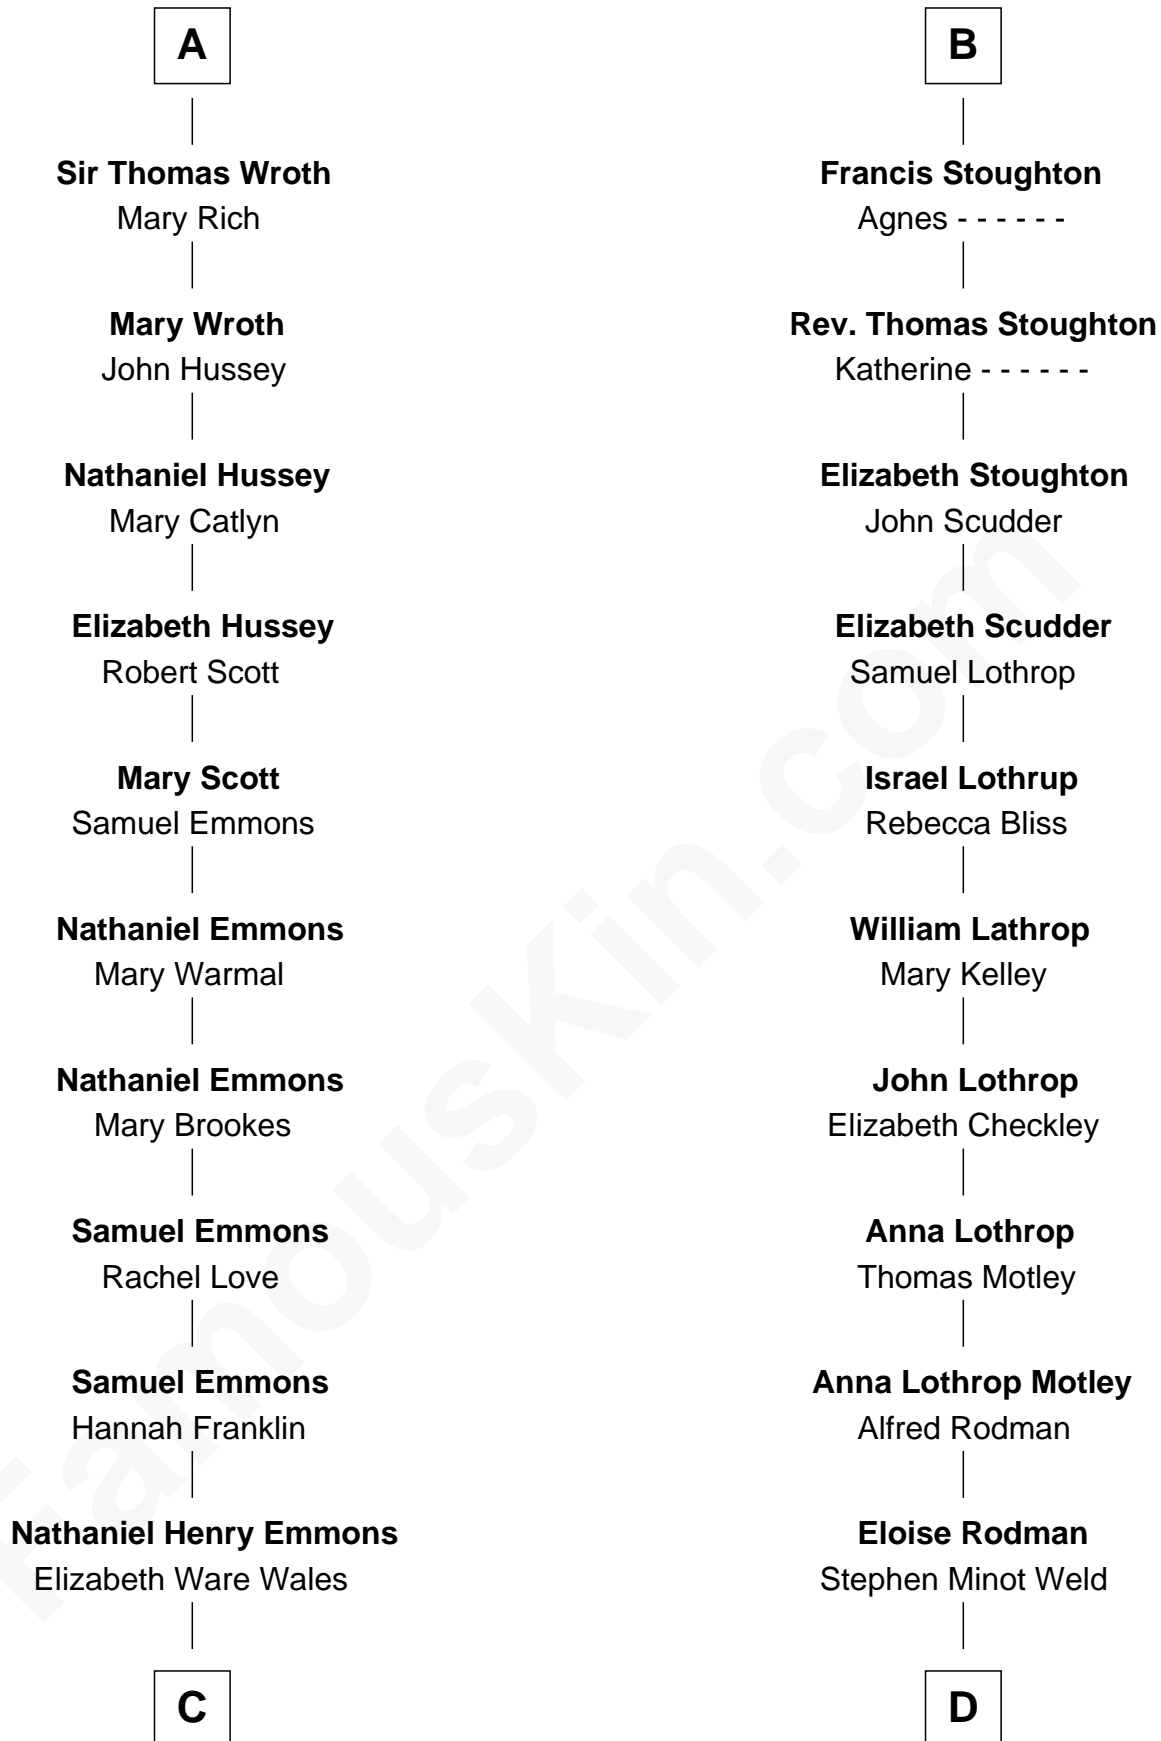 A
Sir Thomas Wroth
Mary Rich
Mary Wroth
John Hussey
Nathaniel Hussey
Mary Catlyn
Elizabeth Hussey
Robert Scott
Mary Scott
Samuel Emmons
Nathaniel Emmons
Mary Warmal
Nathaniel Emmons
Mary Brookes
Samuel Emmons
Rachel Love
Samuel Emmons
Hannah Franklin
Nathaniel Henry Emmons
Elizabeth Ware Wales
C
B
Francis Stoughton
Agnes - - - - - -
Rev. Thomas Stoughton
Katherine - - - - - -
Elizabeth Stoughton
John Scudder
Elizabeth Scudder
Samuel Lothrop
Israel Lothrup
Rebecca Bliss
William Lathrop
Mary Kelley
John Lothrop
Elizabeth Checkley
Anna Lothrop
Thomas Motley
Anna Lothrop Motley
Alfred Rodman
Eloise Rodman
Stephen Minot Weld
D
FamousKin.com